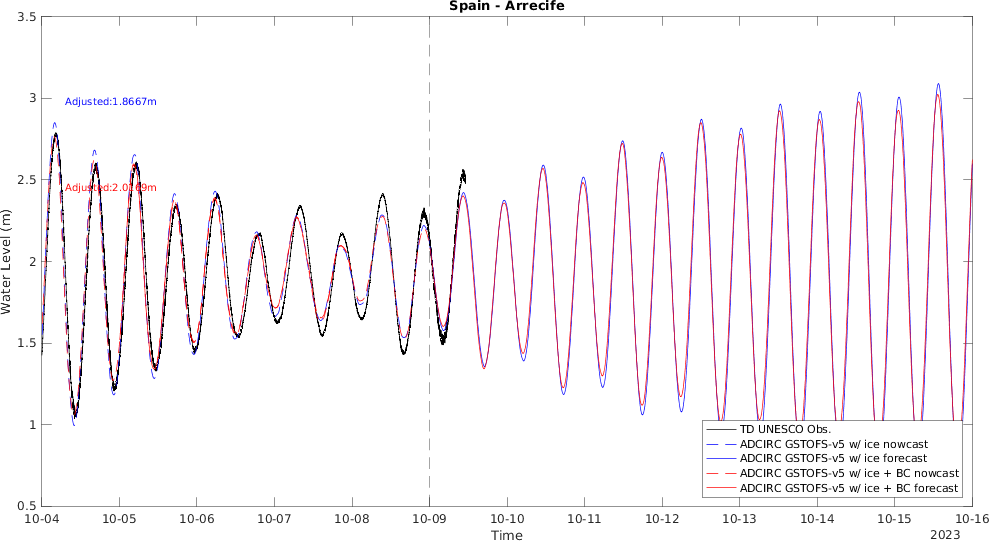 Spain - Arrecife
3.5
3
2.5
2
1.5
1
0.5
Water Level (m)
Adjusted:1.8667m
TD UNESCO Obs.
ADCIRC GSTOFS-v5 w/ ice nowcast
ADCIRC GSTOFS-v5 w/ ice forecast
ADCIRC GSTOFS-v5 w/ ice + BC nowcast
ADCIRC GSTOFS-v5 w/ ice + BC forecast
10-04 10-05 10-06 10-07 10-08 10-09 10-10 10-11 10-12 10-13 10-14 10-15 10-16
Time
2023